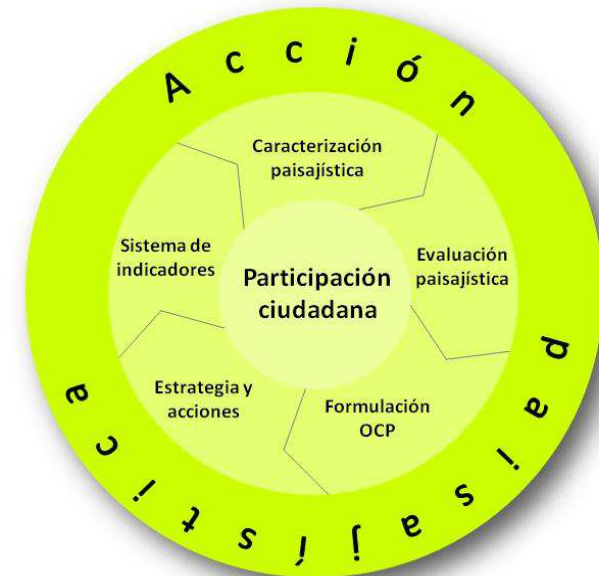 Acción paisajística
Caracterización
paisajística
Evaluación
paisajística
Formulación
OCP
Estrategia y
acciones
Sistema de
indicadores
Participación
ciudadana